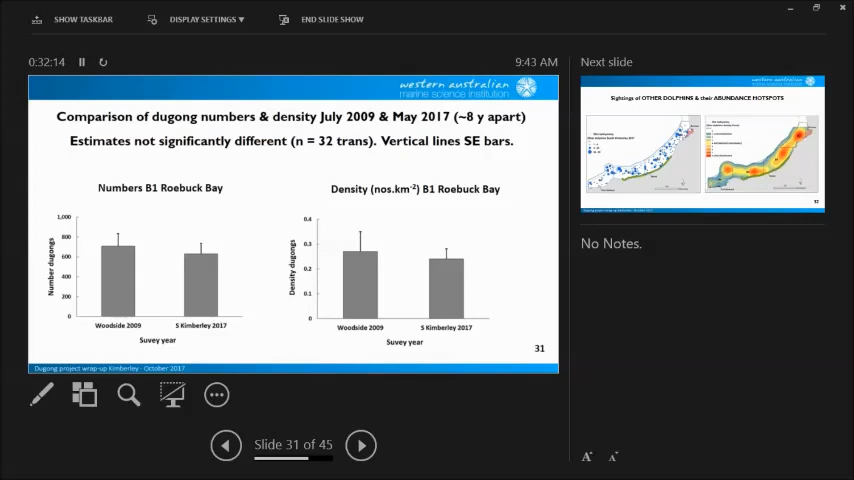 SHOW TASKBAR
DISPLAY SETTINGS ▼
END SLIDE SHOW
0:32:14
9:43 AM
western australian
marine science institution
Comparison of dugong numbers & density July 2009 & May 2017 (~8 y apart)
Estimates not significantly different (n = 32 trans). Vertical lines SE bars.
Numbers B1 Roebuck Bay
1,000
800
600
400
200
0
Number dugongs
Woodside 2009
S Kimberley 2017
Suvey year
Density (nos.km-2) B1 Roebuck Bay
0.4
0.3
0.2
0.1
0
Density dugongs
Woodside 2009
S Kimberley 2017
Suvey year
31
Dugong project wrap-up Kimberley - October 2017
Slide 31 of 45
Next slide
Sightings of OTHER DOLPHINS & their ABUNDANCE HOTSPOTS
32
No Notes.
A
A